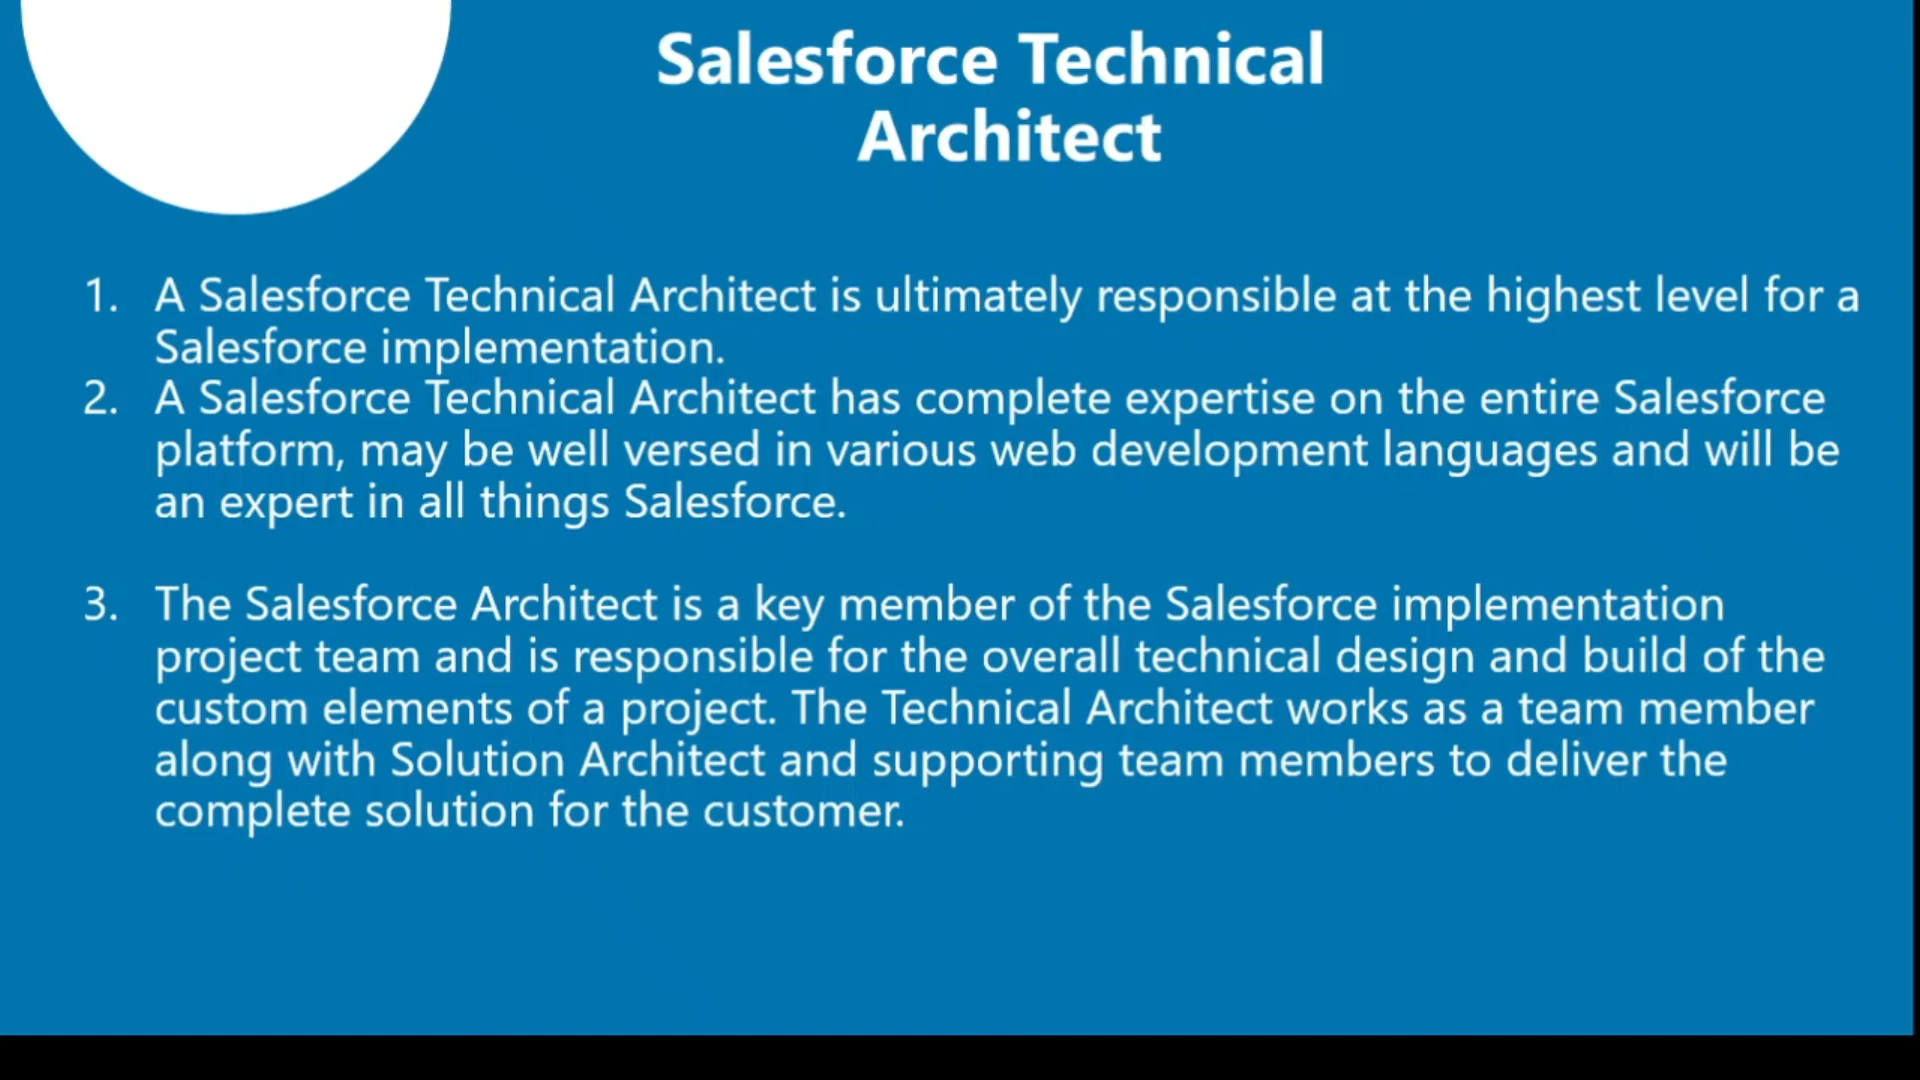 Salesforce Technical
Architect
1. A Salesforce Technical Architect is ultimately responsible at the highest level for a
Salesforce implementation.
2. A Salesforce Technical Architect has complete expertise on the entire Salesforce
platform, may be well versed in various web development languages and will be
an expert in all things Salesforce.
3. The Salesforce Architect is a key member of the Salesforce implementation
project team and is responsible for the overall technical design and build of the
custom elements of a project. The Technical Architect works as a team member
along with Solution Architect and supporting team members to deliver the
complete solution for the customer.